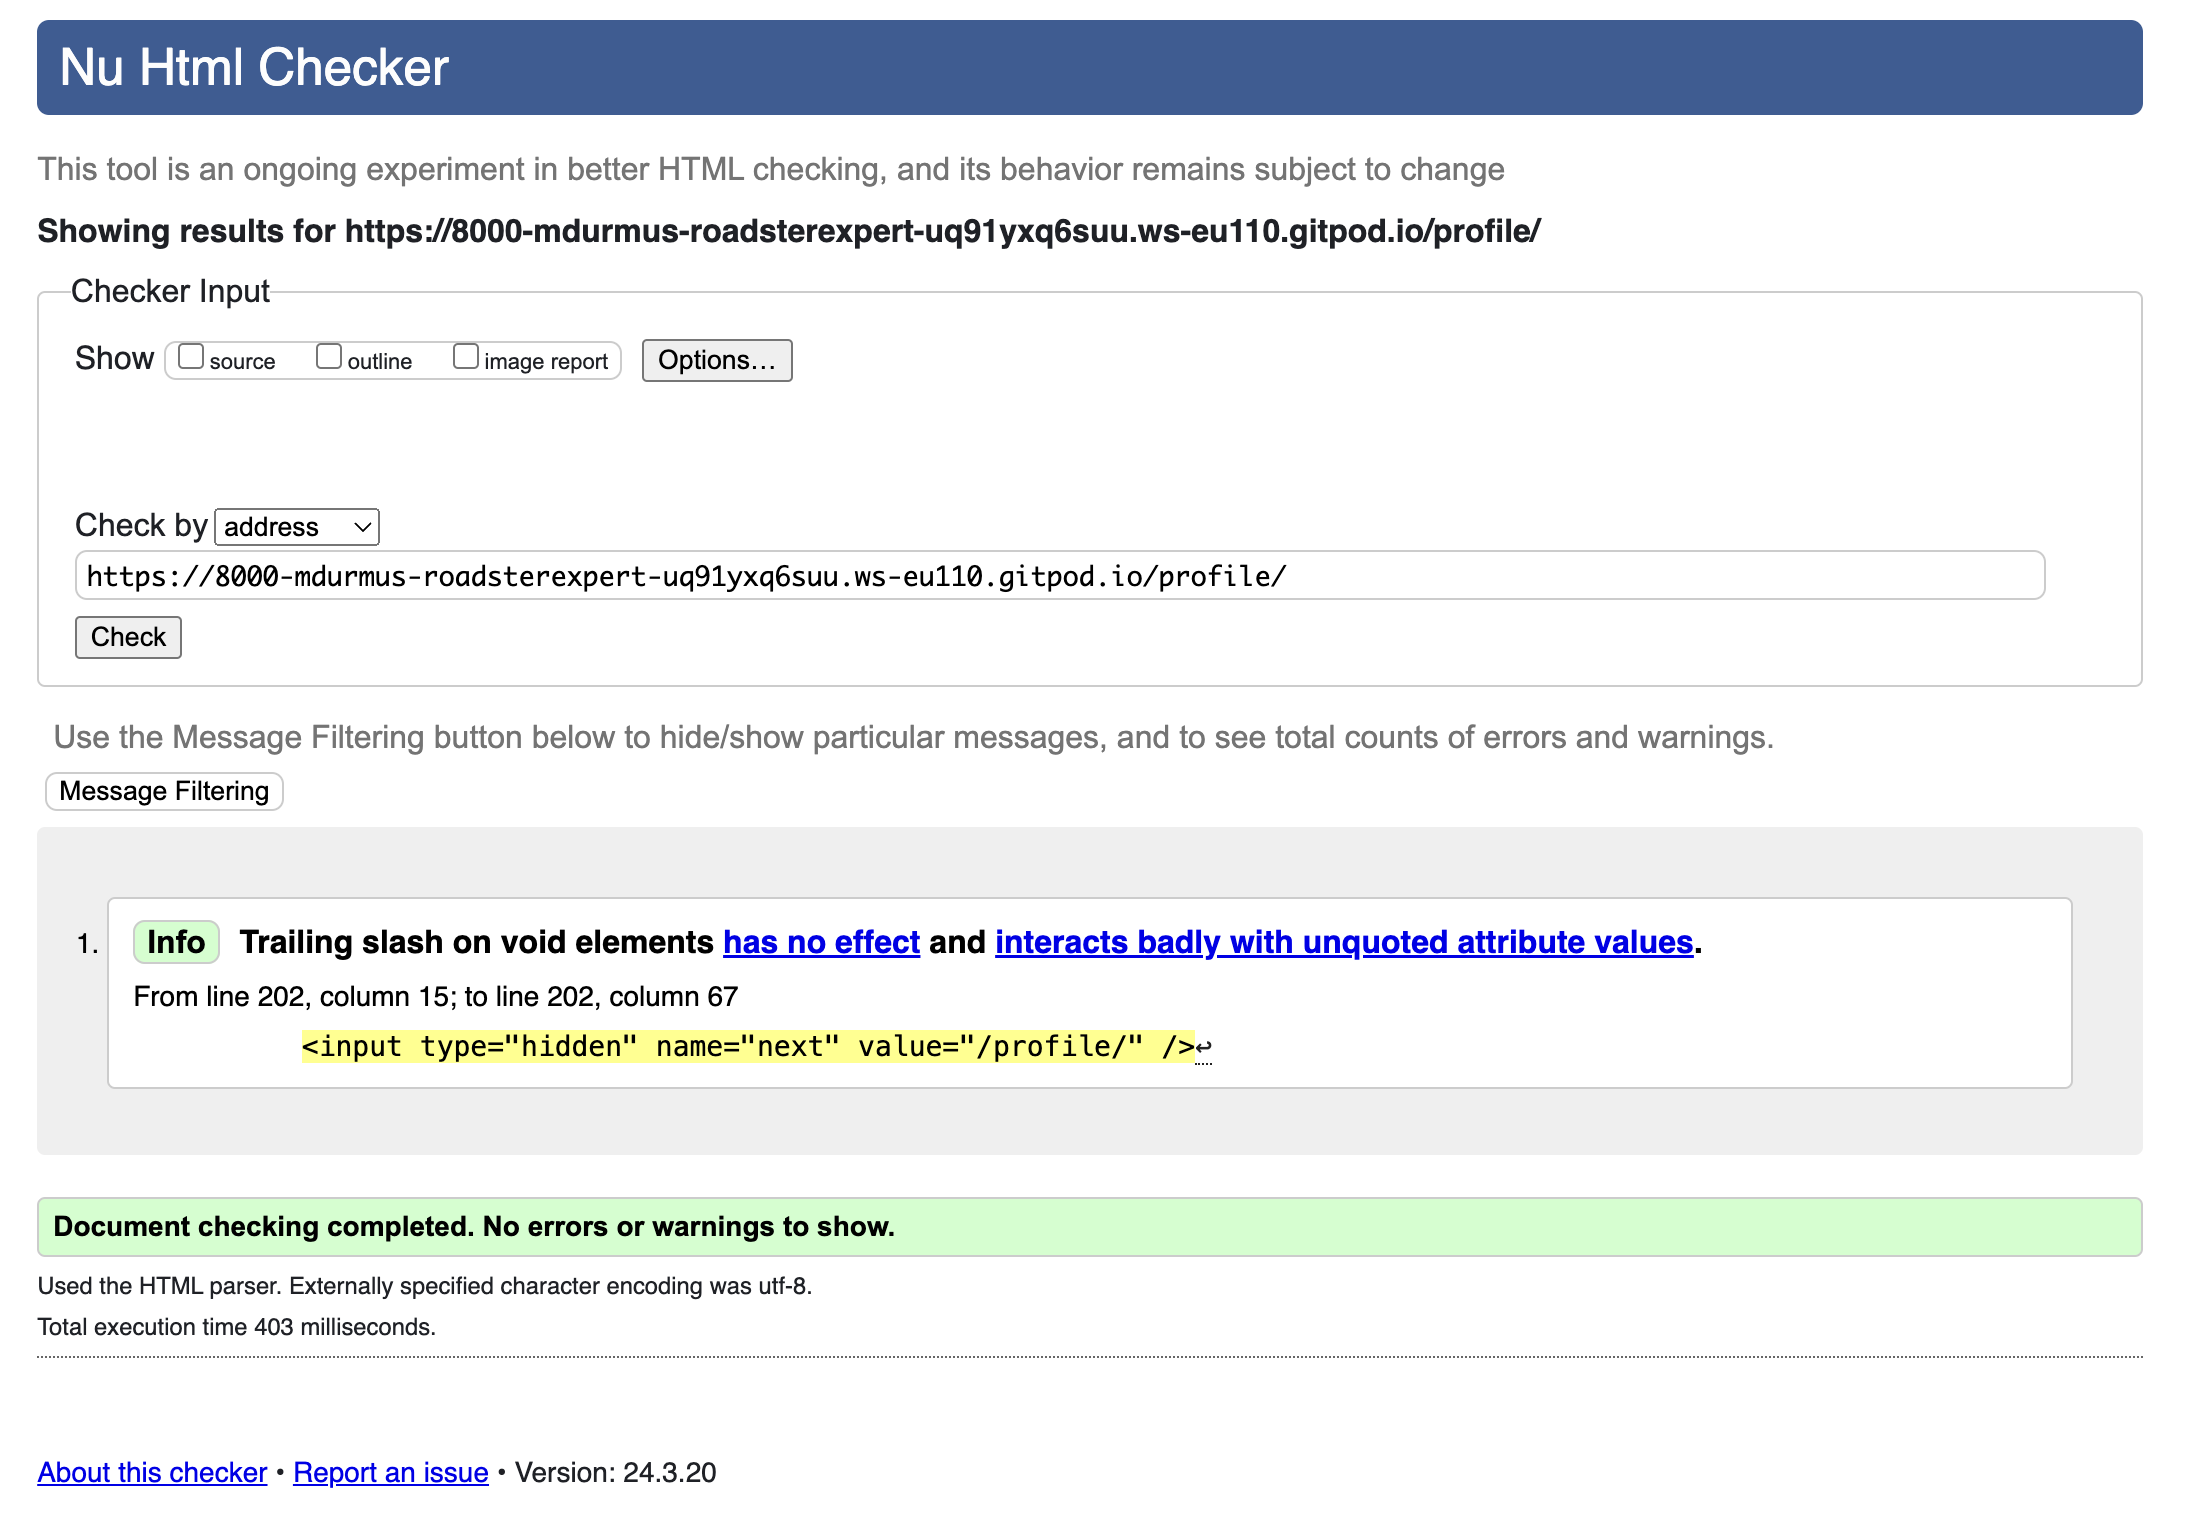 Nu Html Checker
This tool is an ongoing experiment in better HTML checking, and its behavior remains subject to change
Showing results for https://8000-mdurmus-roadsterexpert-uq91yxq6suu.ws-eu110.gitpod.io/profile/
Checker Input
Show source outline image report Options...
Check by address
https://8000-mdurmus-roadsterexpert-uq91yxq6suu.ws-eu110.gitpod.io/profile/
Check
Use the Message Filtering button below to hide/show particular messages, and to see total counts of errors and warnings.
Message Filtering
1. Info Trailing slash on void elements has no effect and interacts badly with unquoted attribute values.
From line 202, column 15; to line 202, column 67
<input type="hidden" name="next" value="/profile/" />↩
Document checking completed. No errors or warnings to show.
Used the HTML parser. Externally specified character encoding was utf-8.
Total execution time 403 milliseconds.
About this checker • Report an issue • Version: 24.3.20